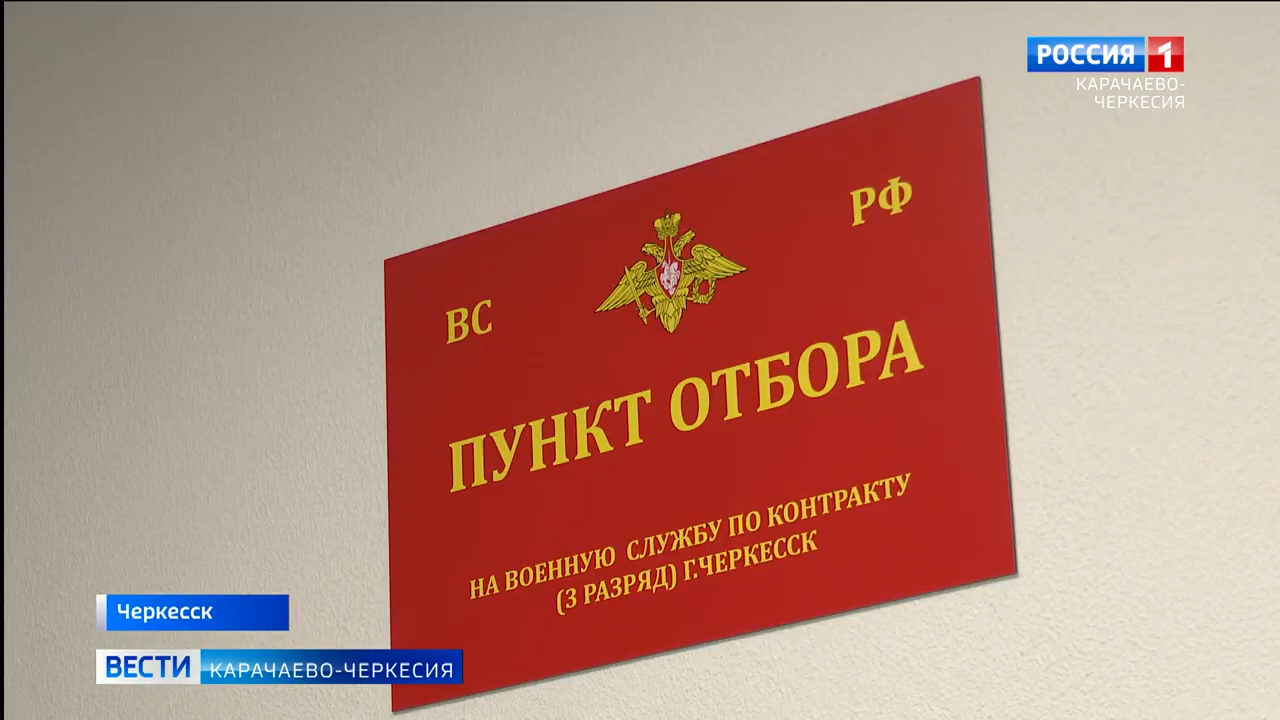 РОССИЯ 1
КАРАЧАЕВО-
ЧЕРКЕСИЯ
ВС
РФ
ПУНКТ ОТБОРА
НА ВОЕННУЮ СЛУЖБУ ПО КОНТРАКТУ
(3 РАЗРЯД) Г.ЧЕРКЕССК
Черкесск
ВЕСТИ КАРАЧАЕВО-ЧЕРКЕСИЯ